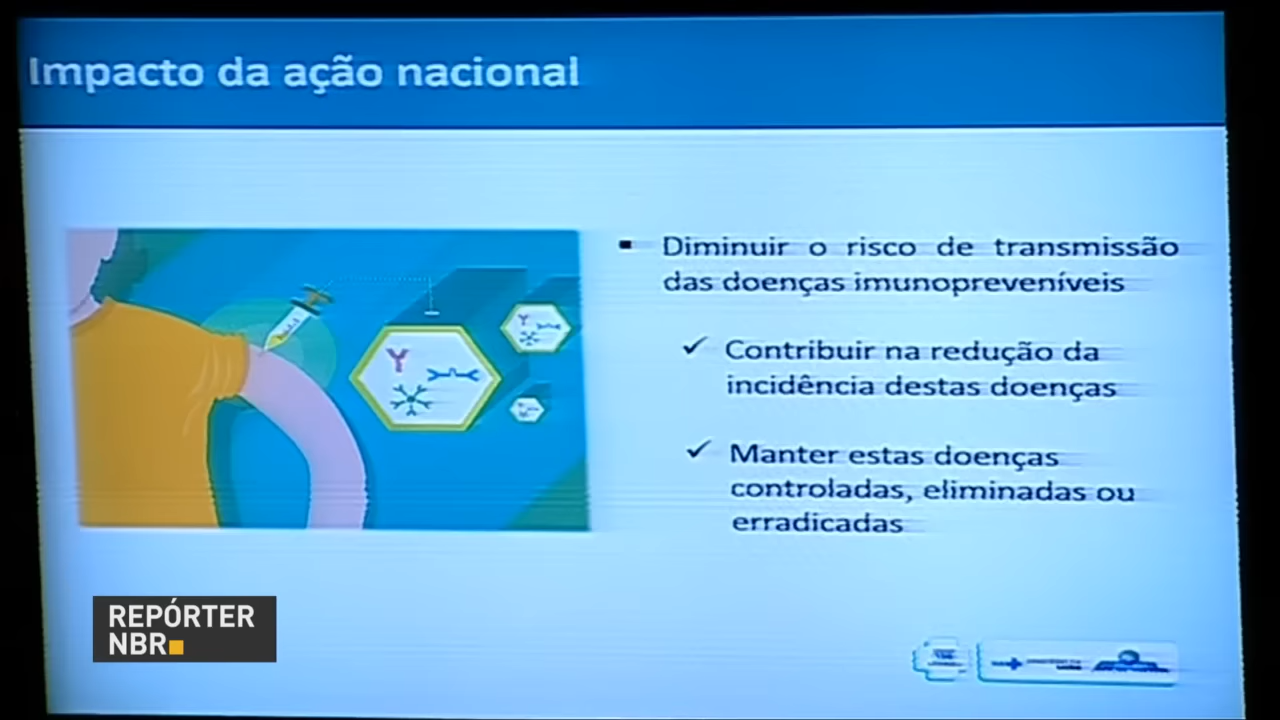 Impacto da ação nacional
Diminuir o risco de transmissão
das doenças imunopreveníveis
Contribuir na redução da
incidência destas doenças
Manter estas doenças
controladas, eliminadas ou
erradicadas
REPÓRTER
NBR